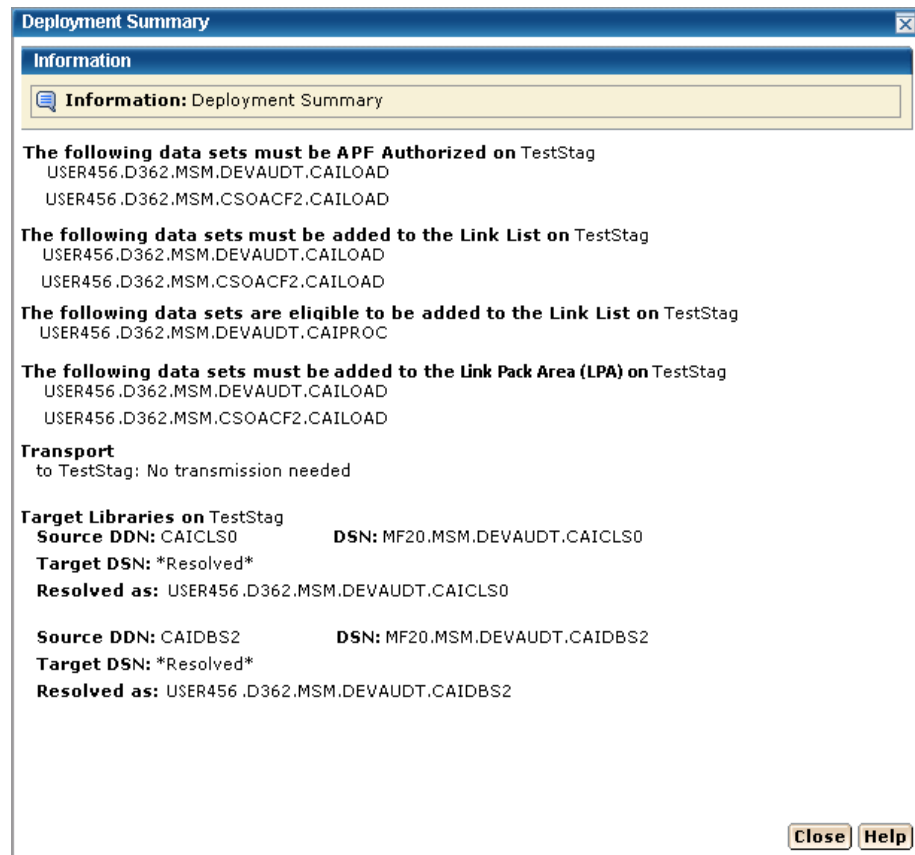 Deployment Summary
Information
Information: Deployment Summary
The following data sets must be APF Authorized on TestStag
USER456.D362.MSM.DEVAUDT.CAILOAD
USER456.D362.MSM.CSOACF2.CAILOAD
The following data sets must be added to the Link List on TestStag
USER456.D362.MSM.DEVAUDT.CAILOAD
USER456.D362.MSM.CSOACF2.CAILOAD
The following data sets are eligible to be added to the Link List on TestStag
USER456.D362.MSM.DEVAUDT.CAIPROC
The following data sets must be added to the Link Pack Area (LPA) on TestStag
USER456.D362.MSM.DEVAUDT.CAILOAD
USER456.D362.MSM.CSOACF2.CAILOAD
Transport
to TestStag: No transmission needed
Target Libraries on TestStag
Source DDN: CAICLS0 DSN: MF20.MSM.DEVAUDT.CAICLS0
Target DSN: *Resolved*
Resolved as: USER456.D362.MSM.DEVAUDT.CAICLS0
Source DDN: CAIDBS2 DSN: MF20.MSM.DEVAUDT.CAIDBS2
Target DSN: *Resolved*
Resolved as: USER456.D362.MSM.DEVAUDT.CAIDBS2
Close Help